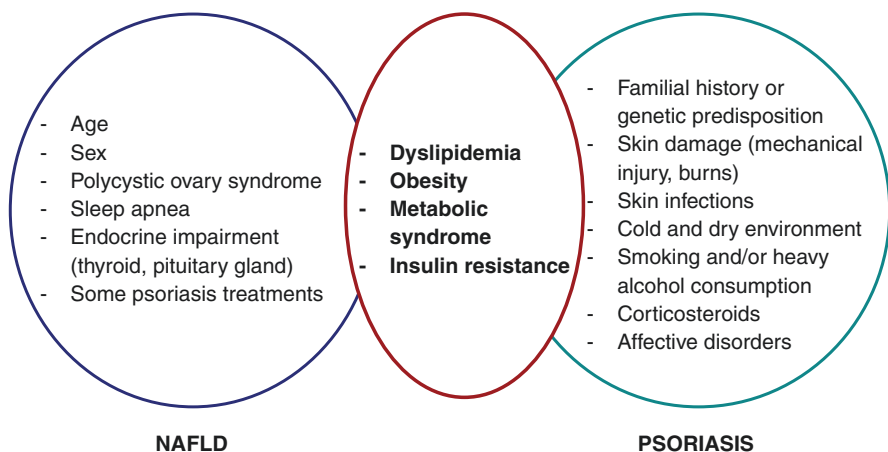 - Age
- Sex
- Polycystic ovary syndrome
- Sleep apnea
- Endocrine impairment
(thyroid, pituitary gland)
- Some psoriasis treatments
- Dyslipidemia
- Obesity
- Metabolic
syndrome
- Insulin resistance
- Familial history or
genetic predisposition
- Skin damage (mechanical
injury, burns)
- Skin infections
- Cold and dry environment
- Smoking and/or heavy
alcohol consumption
- Corticosteroids
- Affective disorders
NAFLD
PSORIASIS